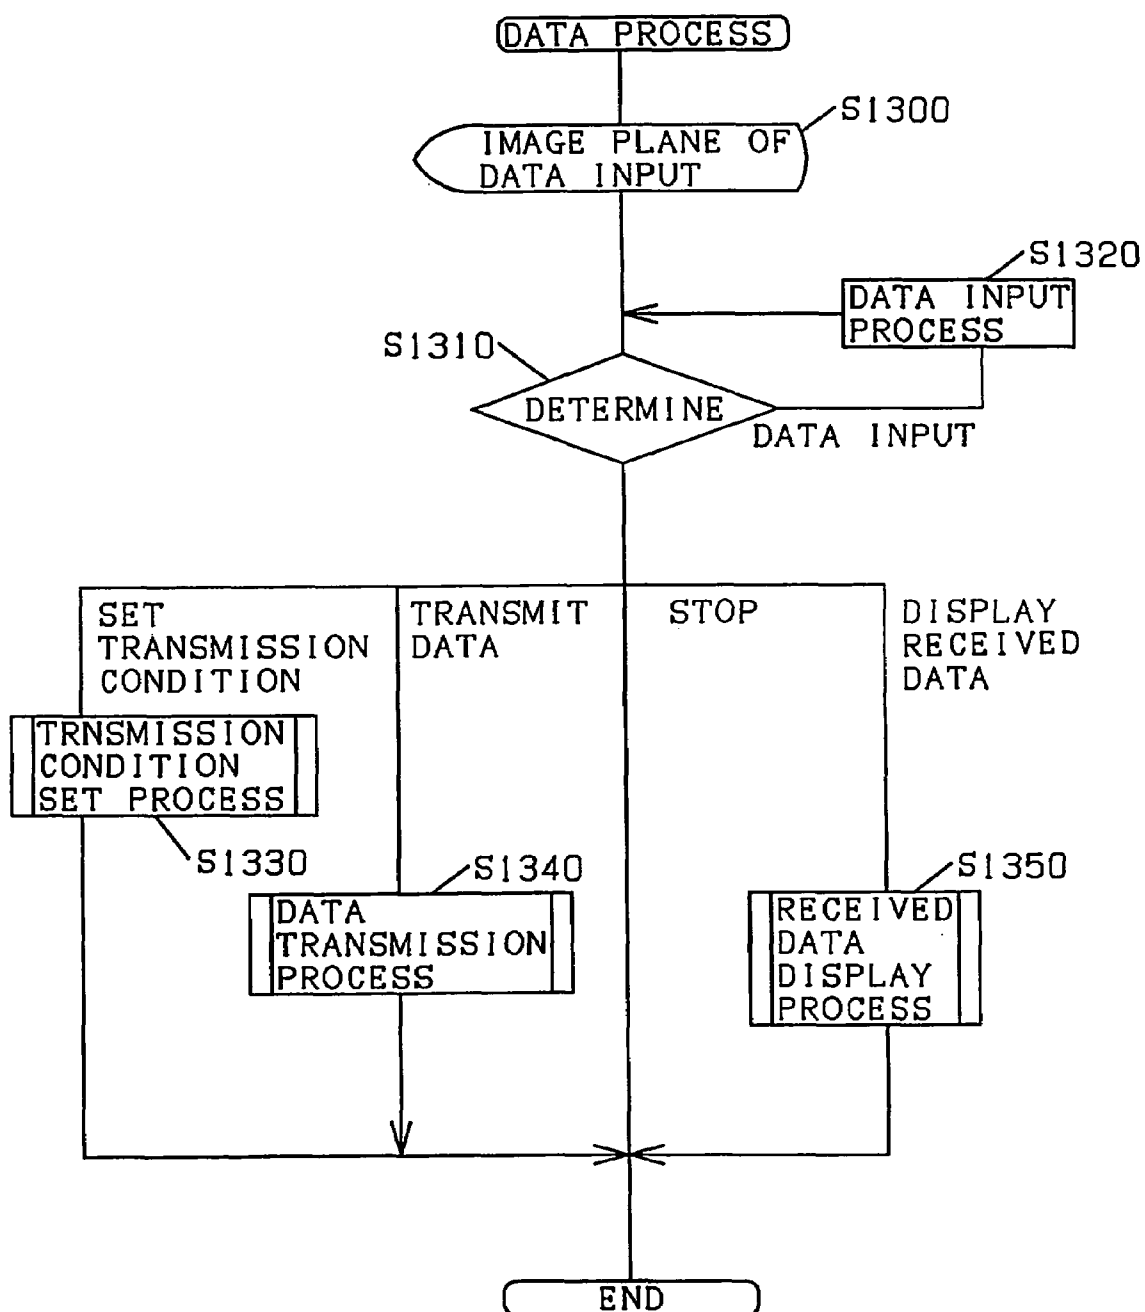 DATA PROCESS
S1300
IMAGE PLANE OF
DATA INPUT
S1320
DATA INPUT
PROCESS
S1310
DETERMINE
DATA INPUT
SET
TRANSMISSION
CONDITION
TRANSMIT
DATA
STOP
DISPLAY
RECEIVED
DATA
TRNSMISSION
CONDITION
SET PROCESS
S1330
S1340
DATA
TRANSMISSION
PROCESS
S1350
RECEIVED
DATA
DISPLAY
PROCESS
END